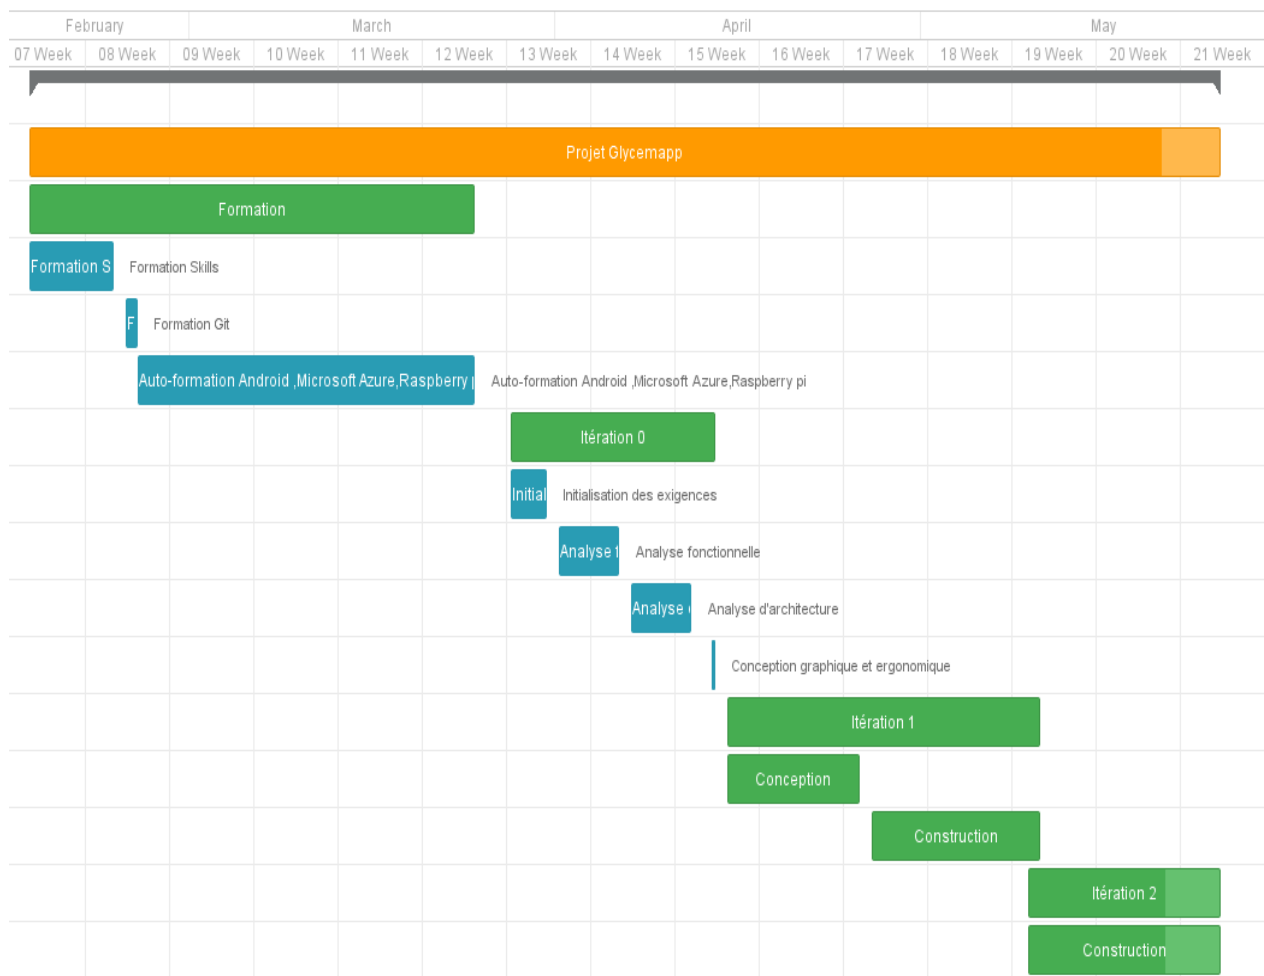 February March April May
07 Week 08 Week 09 Week 10 Week 11 Week 12 Week 13 Week 14 Week 15 Week 16 Week 17 Week 18 Week 19 Week 20 Week 21 Week
Projet Glycemapp
Formation
Formation S Formation Skills
F Formation Git
Auto-formation Android ,Microsoft Azure,Raspberry Auto-formation Android ,Microsoft Azure,Raspberry pi
Itération 0
Initial Initialisation des exigences
Analyse Analyse fonctionnelle
Analyse Analyse d'architecture
Conception graphique et ergonomique
Itération 1
Conception
Construction
Itération 2
Construction